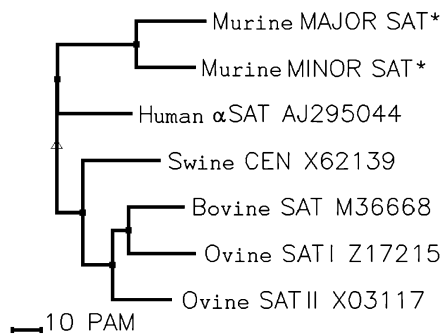 Murine MAJOR SAT*
Murine MINOR SAT*
Human αSAT AJ295044
Swine CEN X62139
Bovine SAT M36668
Ovine SATI Z17215
Ovine SATII X03117
10 PAM